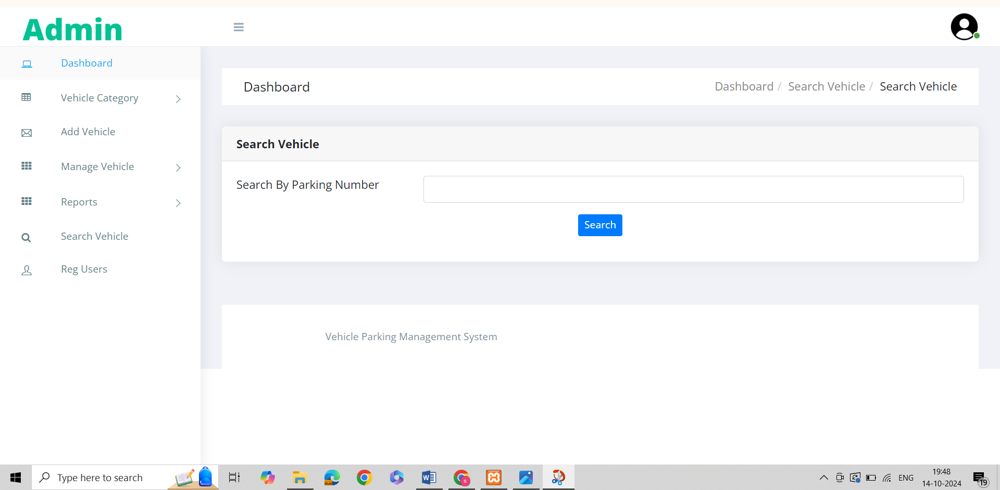 Admin
Dashboard
Vehicle Category
Add Vehicle
Manage Vehicle
Reports
Search Vehicle
Reg Users
Dashboard
Dashboard / Search Vehicle / Search Vehicle
Search Vehicle
Search By Parking Number
Search
Vehicle Parking Management System
Type here to search
W
S
ENG
19:48
14-10-2024
19